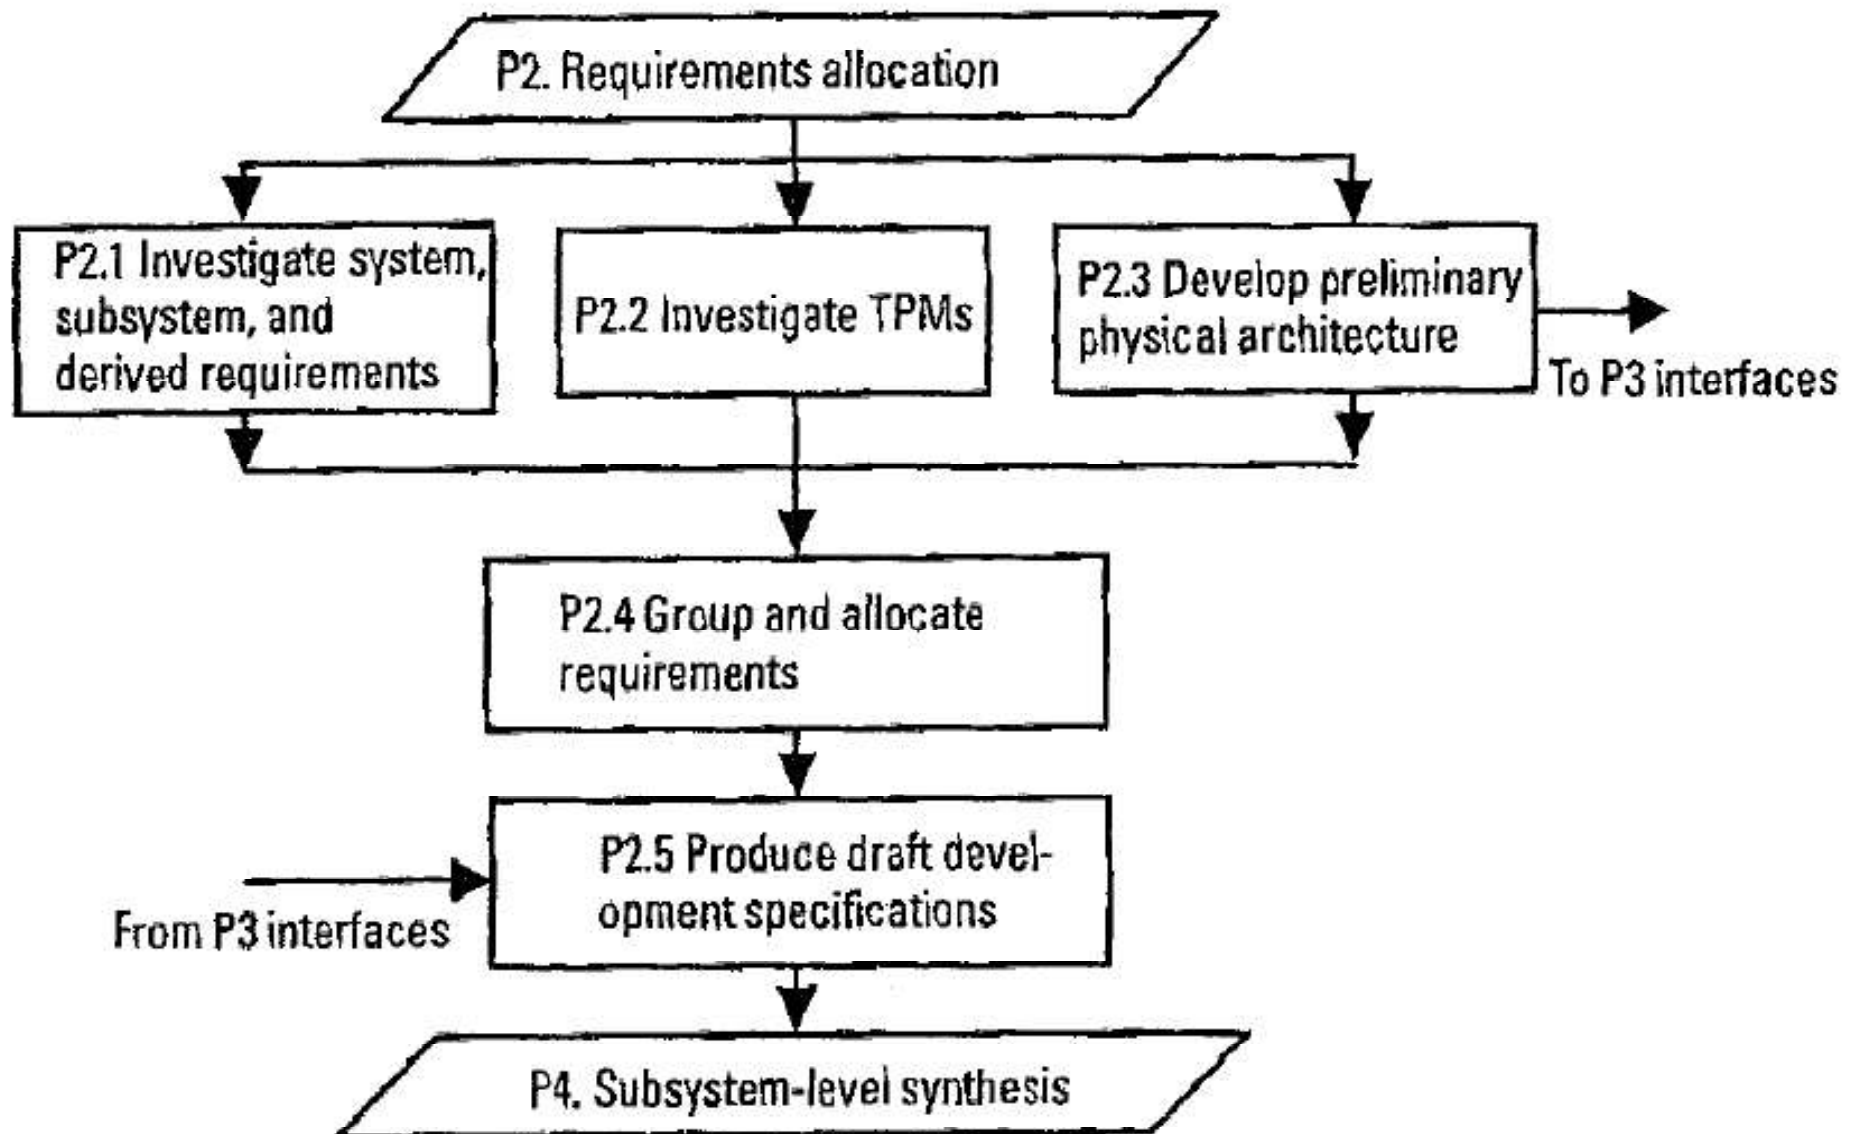 P2. Requirements allocation
P2.1 Investigate system,
subsystem, and
derived requirements
P2.2 Investigate TPMs
P2.3 Develop preliminary
physical architecture
To P3 interfaces
P2.4 Group and allocate
requirements
P2.5 Produce draft devel-
opment specifications
From P3 interfaces
P4. Subsystem-level synthesis